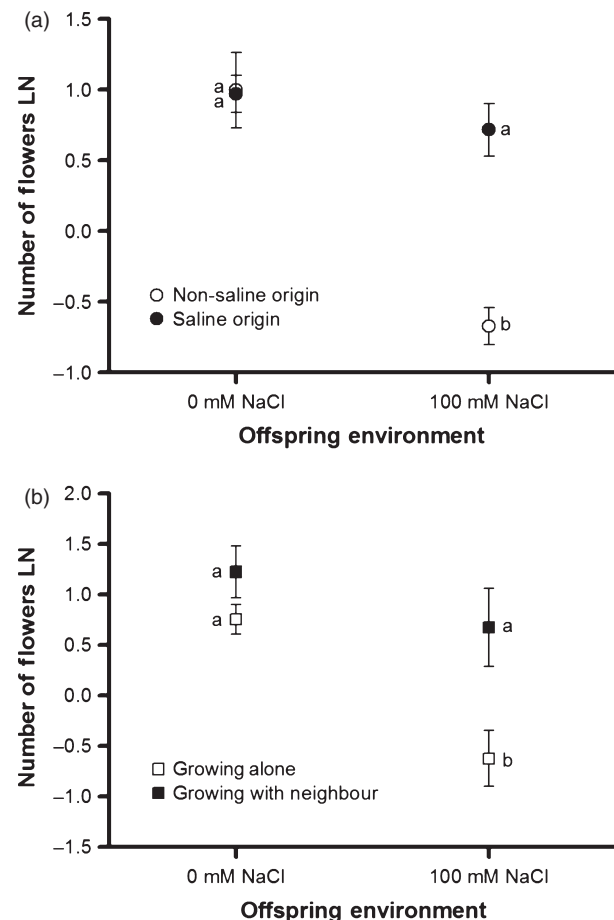 (a)
1.5
1.0
0.5
0.0
–0.5
–1.0
Number of flowers LN
a
a
a
b
Non-saline origin
Saline origin
0 mM NaCl
100 mM NaCl
Offspring environment
(b)
2.0
1.5
1.0
0.5
0.0
–0.5
–1.0
–1.5
Number of flowers LN
a
a
a
b
Growing alone
Growing with neighbour
0 mM NaCl
100 mM NaCl
Offspring environment